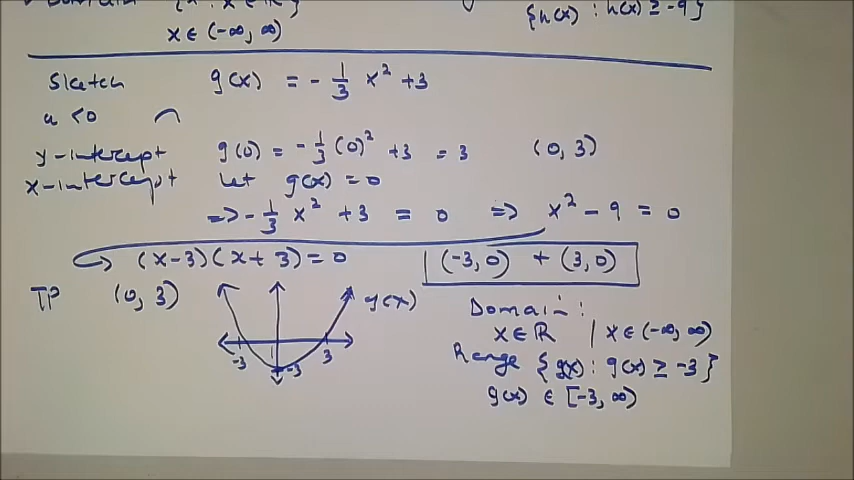 Domain {x : x ∈ ℝ}
x ∈ (-∞, ∞)
{h(x) : h(x) ≥ -9}
Sketch g(x) = - 1/3 x² + 3
a < 0
y-intercept g(0) = - 1/3 (0)² + 3 = 3 (0, 3)
x-intercept Let g(x) = 0
=> - 1/3 x² + 3 = 0 => x² - 9 = 0
(x-3)(x+3) = 0 (-3, 0) + (3, 0)
TP (0, 3)
g(x)
-3 3
-3
Domain :
x ∈ ℝ | x ∈ (-∞, ∞)
Range {g(x) : g(x) ≥ -3}
g(x) ∈ [-3, ∞)